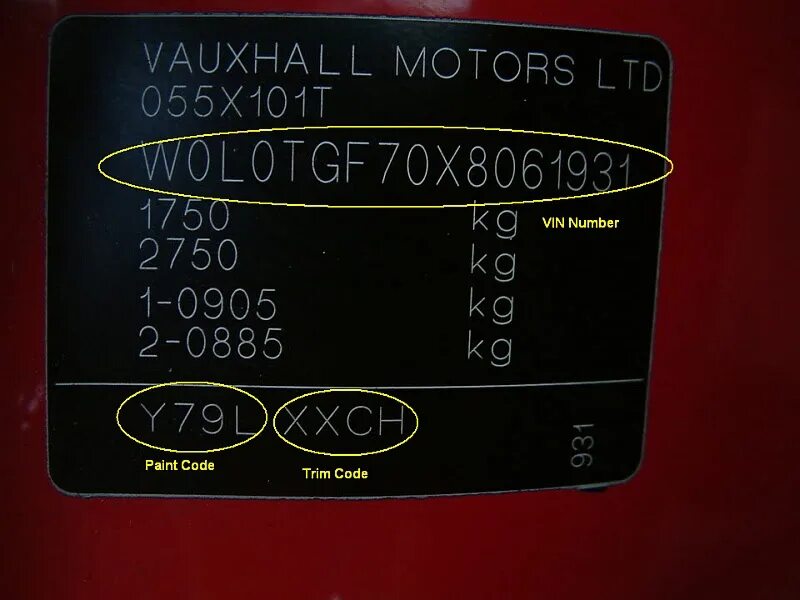 VAUXHALL MOTORS LTD
055X101T
W0L0TGF70X8061931
1750 kg
VIN Number
2750 kg
1-0905 kg
2-0885 kg
Y79L XXCH
931
Paint Code
Trim Code